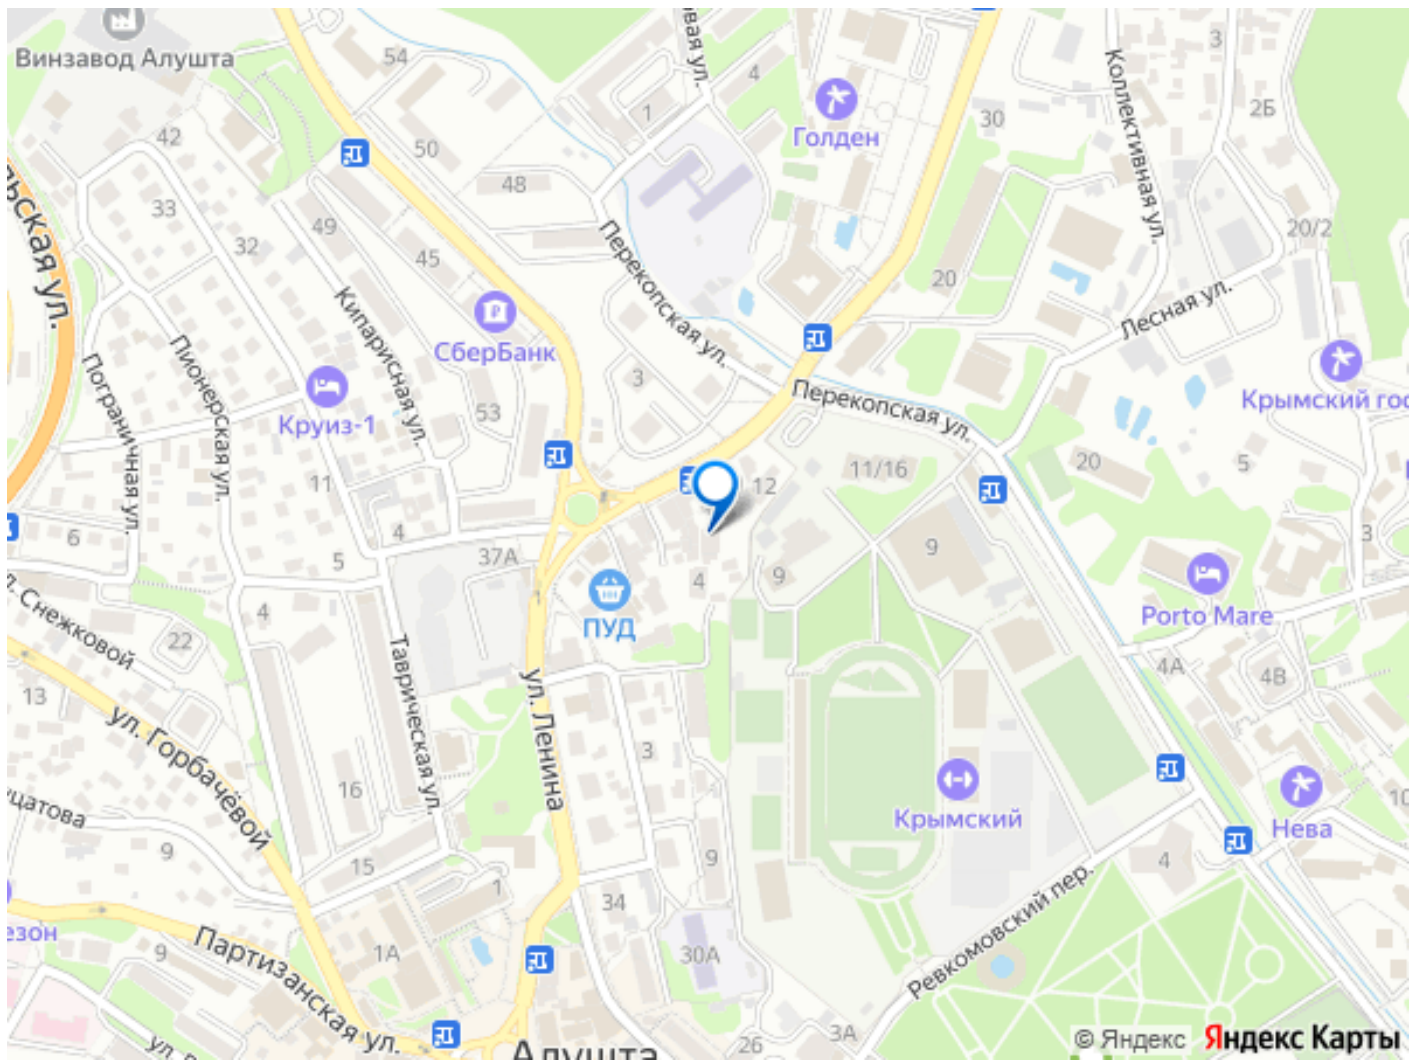 Винзавод Алушта
54
4
1
50
48
42
33
32
49
45
Голден
30
3
2Б
Коллективная ул.
20/2
20
Лесная ул.
Перекопская ул.
СберБанк
Кипарисная ул.
Пионерская ул.
Пограничная ул.
Круиз-1
53
3
Перекопская ул.
Крымский гос
11
12
11/16
20
5
6
5
4
37А
4
9
9
3
ПУД
Porto Mare
4
22
13
Снежковой
Таврическая ул.
4А
4В
ул. Горбачёвой
ул. Ленина
3
16
Крымский
Нева
10
9
15
1
9
4
34
Ревкомовский пер.
Партизанская ул.
9
1А
30А
3А
26
Алушта
© Яндекс
Яндекс Карты